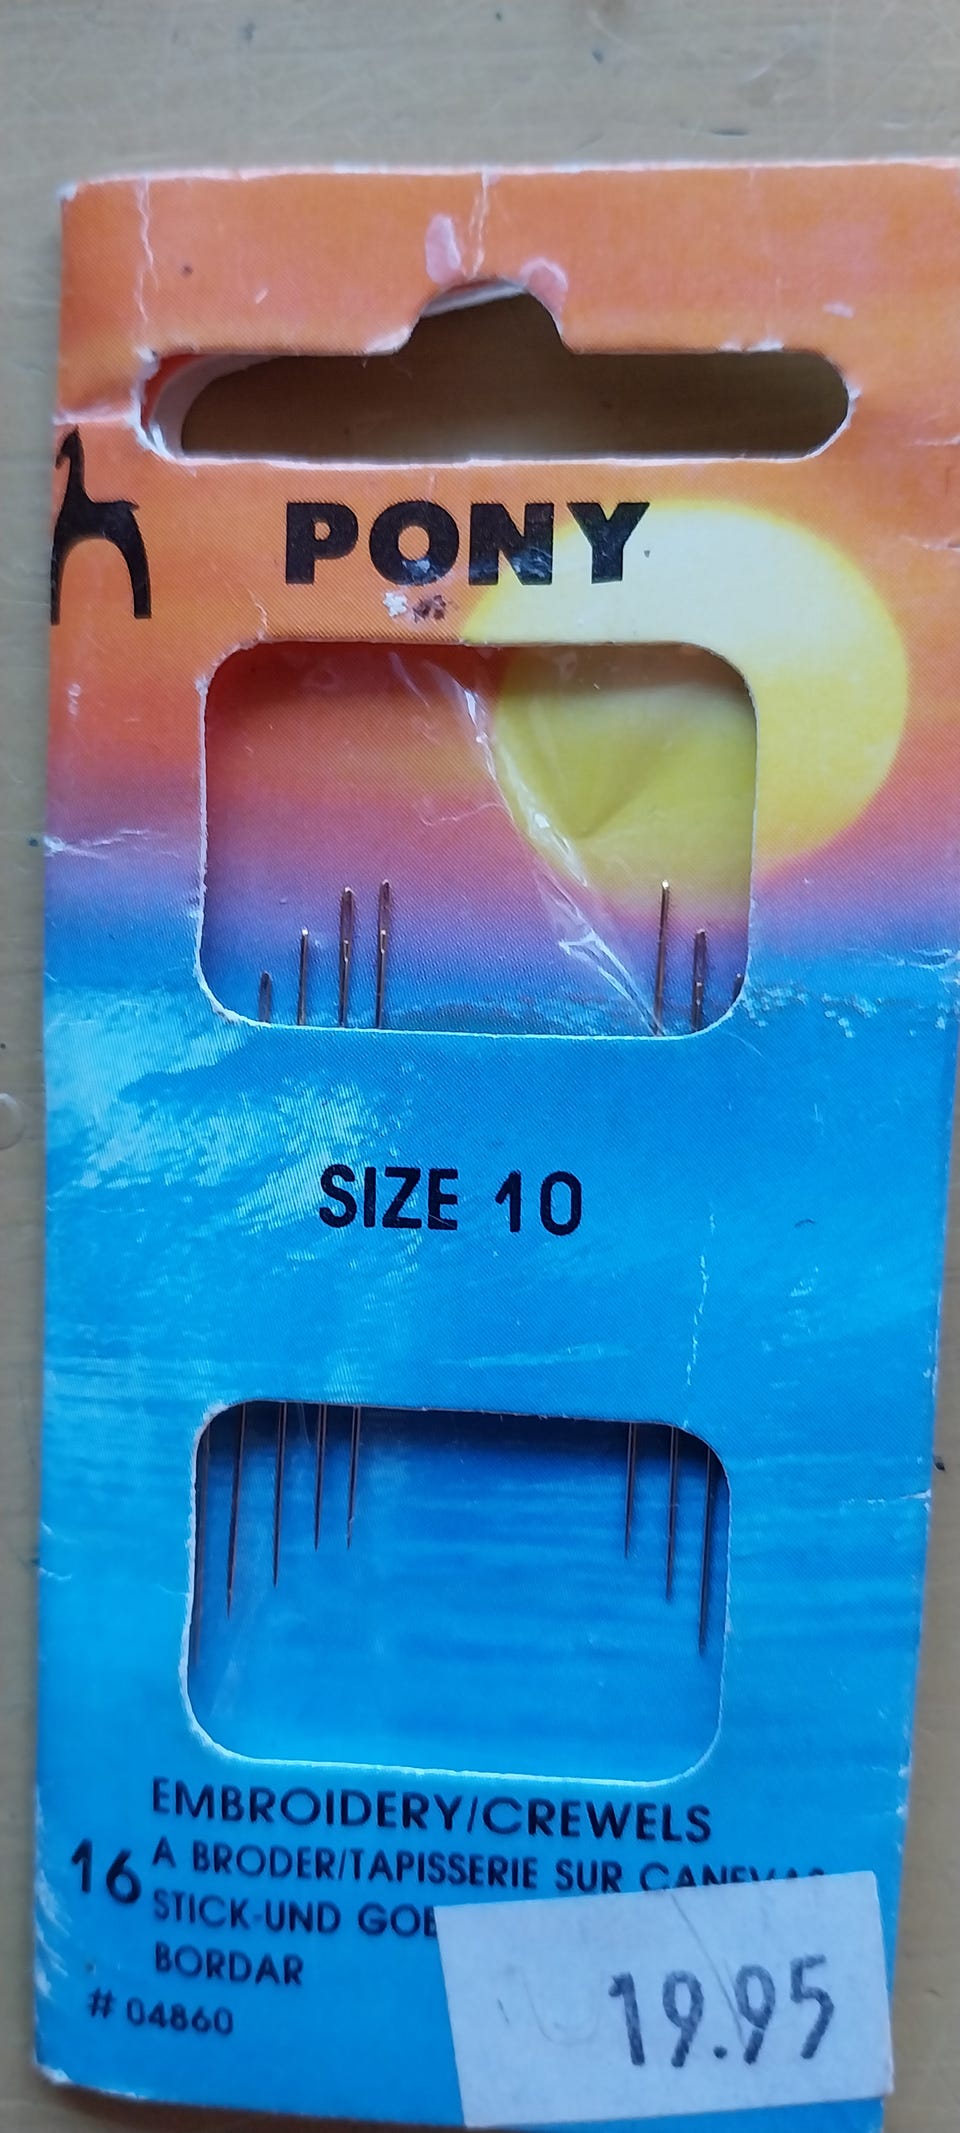 PONY
SIZE 10
EMBROIDERY/CREWELS
16
A BRODER/TAPISSERIE SUR
STICK-UND
BORDAR
# 04860
19.95